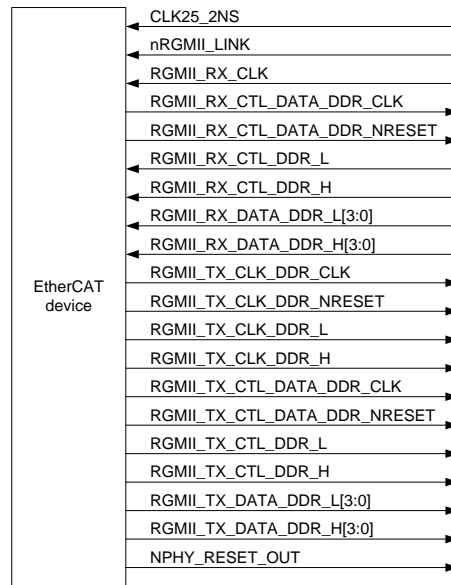 CLK25_2NS
nRGMII_LINK
RGMII_RX_CLK
RGMII_RX_CTL_DATA_DDR_CLK
RGMII_RX_CTL_DATA_DDR_NRESET
RGMII_RX_CTL_DDR_L
RGMII_RX_CTL_DDR_H
RGMII_RX_DATA_DDR_L[3:0]
RGMII_RX_DATA_DDR_H[3:0]
EtherCAT
device
RGMII_TX_CLK_DDR_CLK
RGMII_TX_CLK_DDR_NRESET
RGMII_TX_CLK_DDR_L
RGMII_TX_CLK_DDR_H
RGMII_TX_CTL_DATA_DDR_CLK
RGMII_TX_CTL_DATA_DDR_NRESET
RGMII_TX_CTL_DDR_L
RGMII_TX_CTL_DDR_H
RGMII_TX_DATA_DDR_L[3:0]
RGMII_TX_DATA_DDR_H[3:0]
NPHY_RESET_OUT